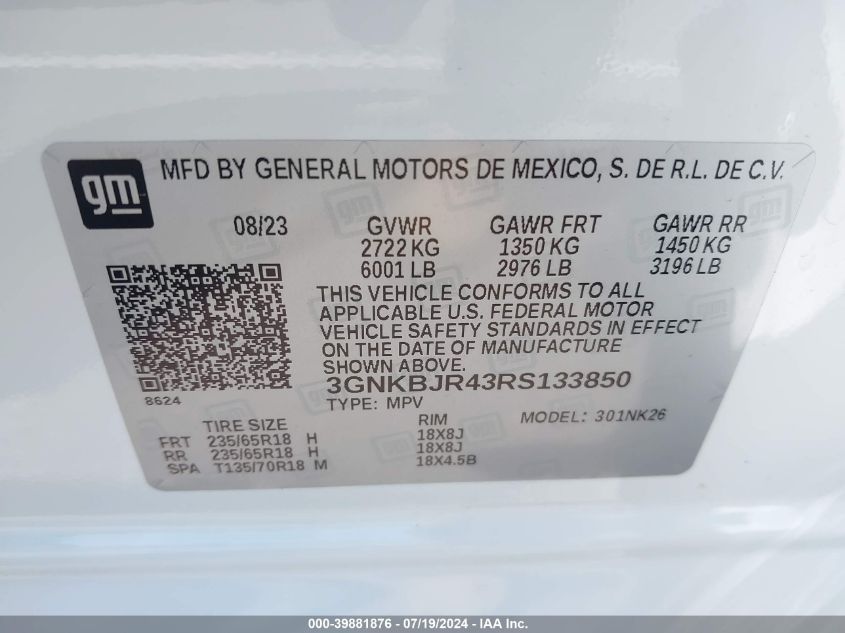 gm MFD BY GENERAL MOTORS DE MEXICO, S. DE R.L. DE C.V.
08/23 GVWR GAWR FRT GAWR RR
2722 KG 1350 KG 1450 KG
6001 LB 2976 LB 3196 LB
THIS VEHICLE CONFORMS TO ALL
APPLICABLE U.S. FEDERAL MOTOR
VEHICLE SAFETY STANDARDS IN EFFECT
ON THE DATE OF MANUFACTURE
SHOWN ABOVE.
3GNKBJR43RS133850
8624 TYPE: MPV
TIRE SIZE RIM MODEL: 301NK26
FRT 235/65R18 H 18X8J
RR 235/65R18 H 18X8J
SPA T135/70R18 M 18X4.5B
000-39881876 - 07/19/2024 - IAA Inc.